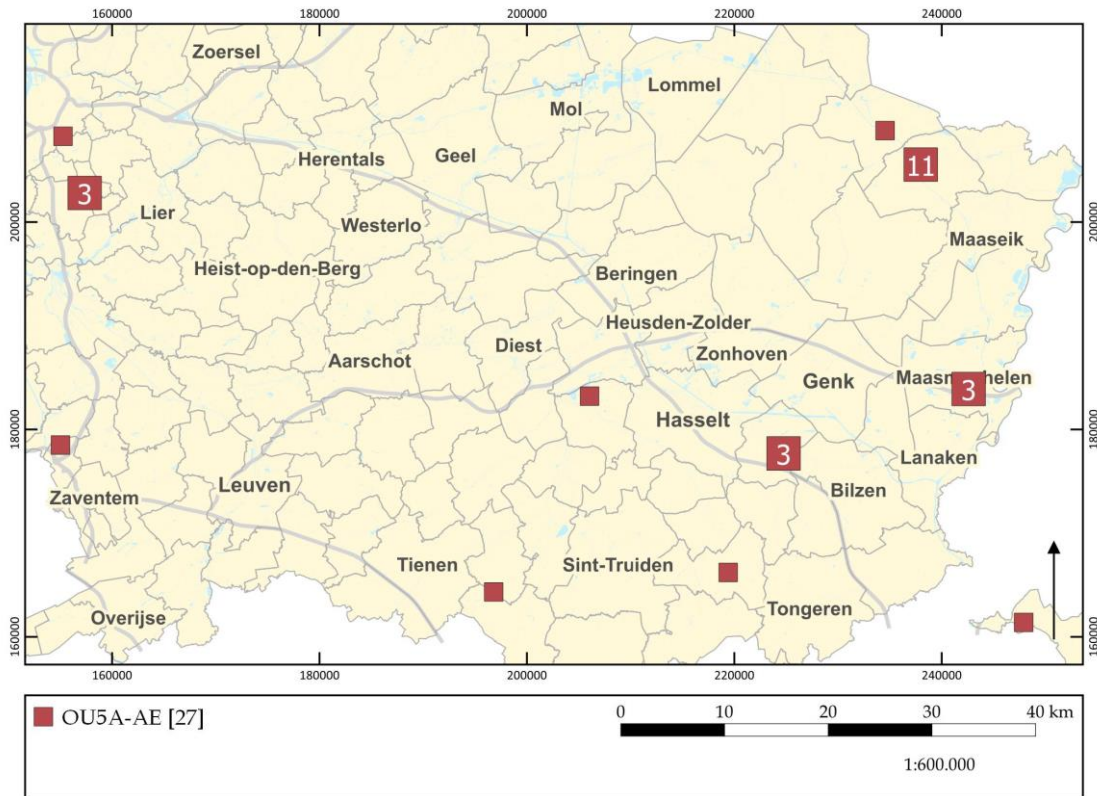 160000 180000 200000 220000 240000
Zoersel
Lommel
Mol
Herentals
Geel
11
3
Lier
200000
200000
Westerlo
Maaseik
Heist-op-den-Berg
Beringen
Heusden-Zolder
Diest
Zonhoven
Aarschot
Genk
Maasmechelen
3
Hasselt
180000
180000
3
Lanaken
Leuven
Bilzen
Zaventem
Tienen
Sint-Truiden
Tongeren
Overijse
160000
160000
160000 180000 200000 220000 240000
OU5A-AE [27]
0 10 20 30 40 km
1:600.000